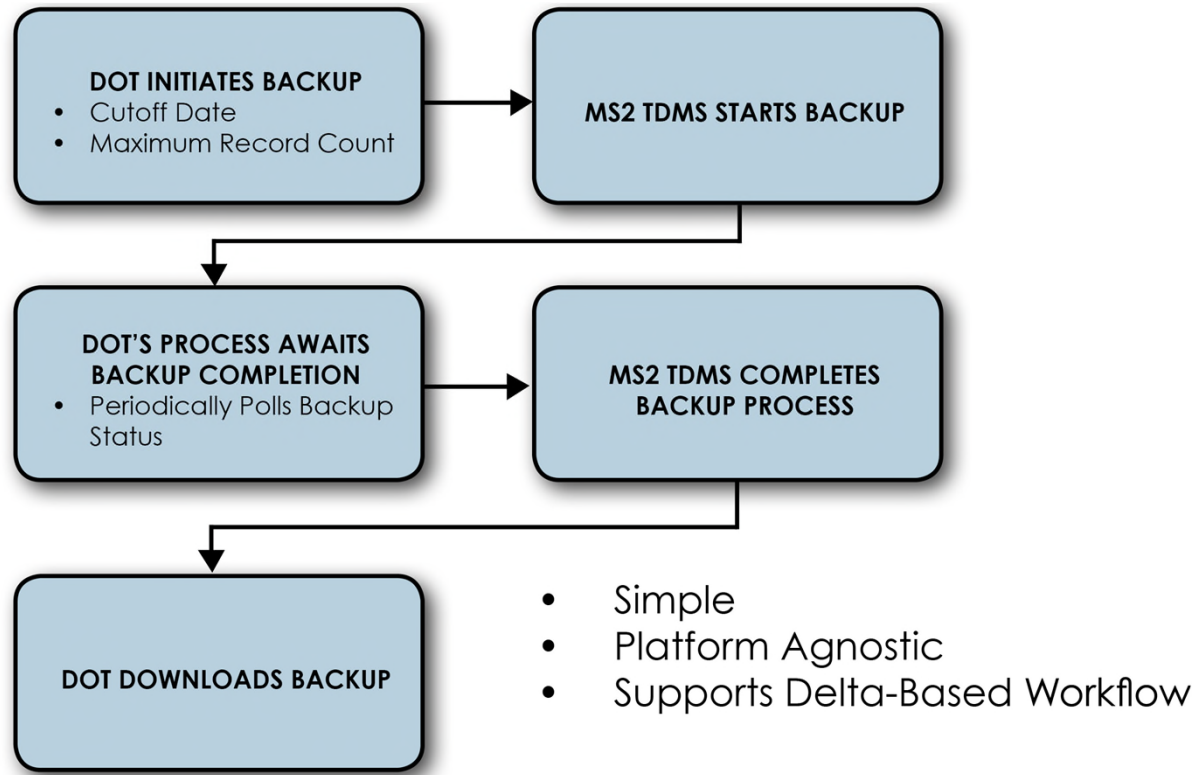 DOT INITIATES BACKUP
• Cutoff Date
• Maximum Record Count
MS2 TDMS STARTS BACKUP
DOT’S PROCESS AWAITS
BACKUP COMPLETION
• Periodically Polls Backup
Status
MS2 TDMS COMPLETES
BACKUP PROCESS
DOT DOWNLOADS BACKUP
• Simple
• Platform Agnostic
• Supports Delta-Based Workflow